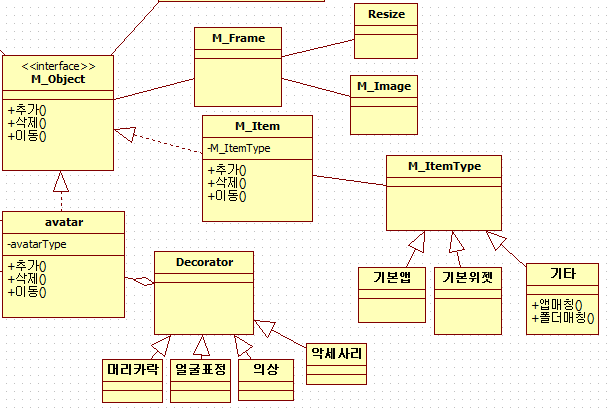 <<interface>>
M_Object
+추가()
+삭제()
+이동()
M_Frame
Resize
M_Image
M_Item
-M_ItemType
+추가()
+삭제()
+이동()
M_ItemType
avatar
-avatarType
+추가()
+삭제()
+이동()
Decorator
기본앱
기본위젯
기타
+앱매칭()
+폴더매칭()
머리카락
얼굴표정
의상
악세사리